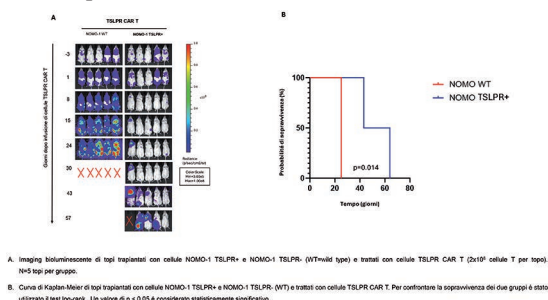 A
TSLPR CAR T
NOMO-1 WT
NOMO-1 TSLPR+
Giorni dopo infusione di cellule TSLPR CAR T
-3
1
8
15
24
30
43
57
Radiance
Color Scale
B
NOMO WT
NOMO TSLPR+
Probabilità di sopravvivenza (%)
100
50
0
p=0.014
0
20
40
60
80
Tempo (giorni)
A. Imaging bioluminescente di topi trapiantati con cellule NOMO-1 TSLPR+ e NOMO-1 TSLPR- (WT=wild type) e trattati con cellule TSLPR CAR T (2x10⁶ cellule T per topo).
N=5 topi per gruppo.
B. Curva di Kaplan-Meier di topi trapiantati con cellule NOMO-1 TSLPR+ e NOMO-1 TSLPR- (WT) e trattati con cellule TSLPR CAR T. Per confrontare la sopravvivenza dei due gruppi è stato
utilizzato il test log-rank. Un valore di p < 0.05 è considerato statisticamente significativo.